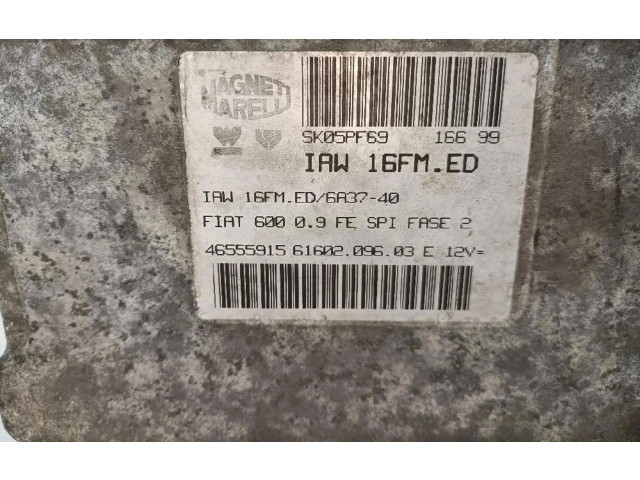 MAGNETI
MARELLI
SK05PF69 166 99
IAW 16FM.ED
IAW 16FM.ED/6A37-40
FIAT 600 0.9 FE SPI FASE 2
46555915 61602.096.03 E 12V=